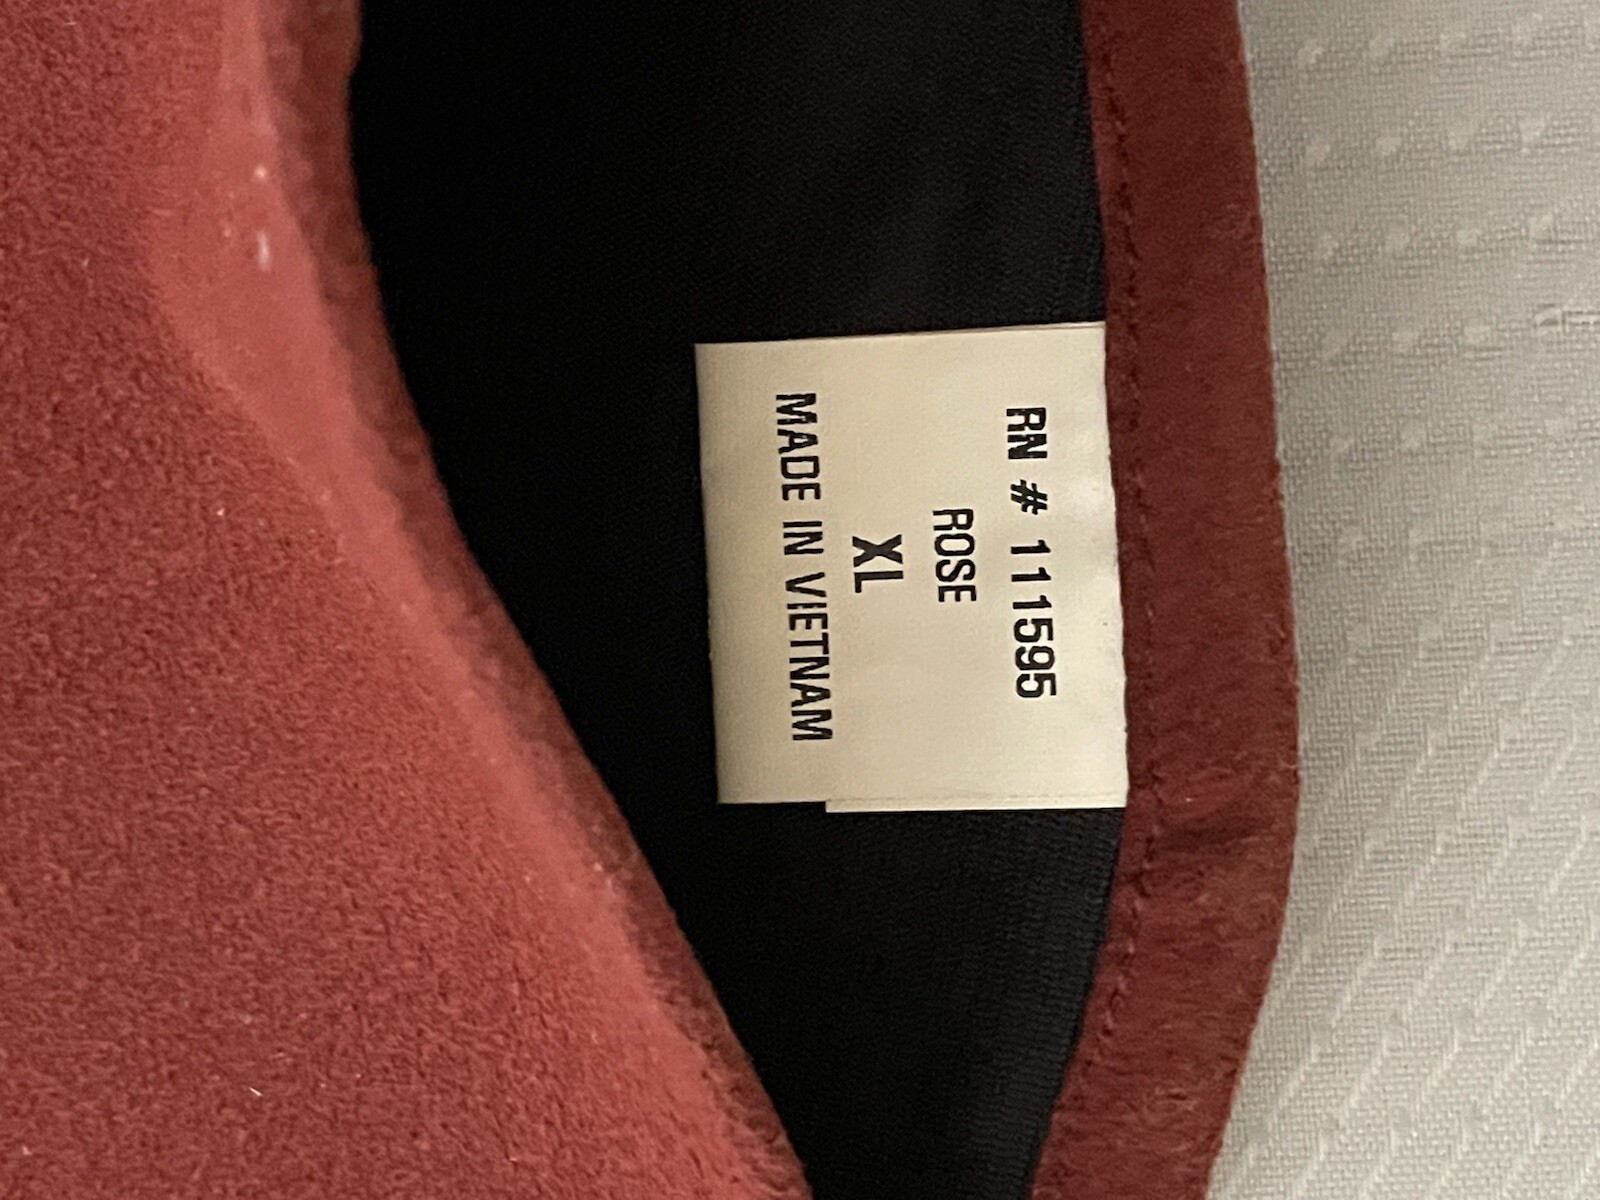 RN # 111595
ROSE
XL
MADE IN VIETNAM